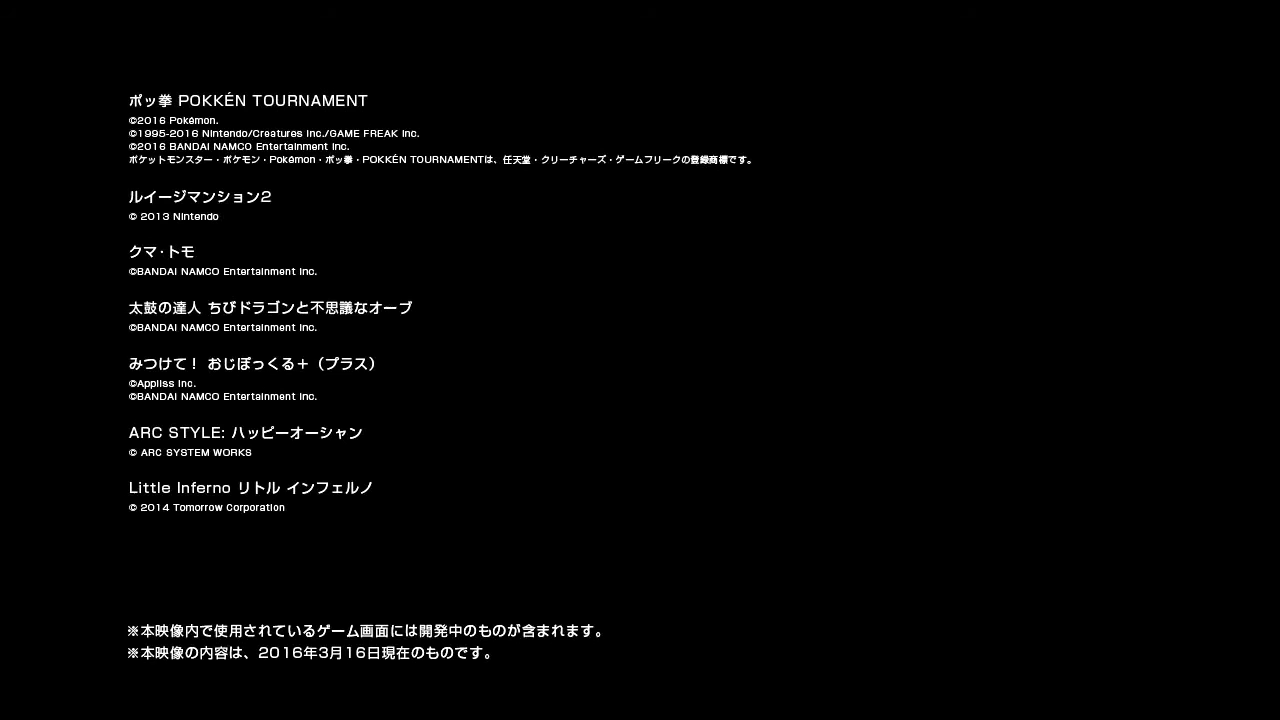 ポッ拳 POKKÉN TOURNAMENT
©2016 Pokémon.
©1995-2016 Nintendo/Creatures Inc./GAME FREAK inc.
©2016 BANDAI NAMCO Entertainment Inc.
ポケットモンスター・ポケモン・Pokémon・ポッ拳・POKKÉN TOURNAMENTは、任天堂・クリーチャーズ・ゲームフリークの登録商標です。
ルイージマンション2
© 2013 Nintendo
クマ・トモ
©BANDAI NAMCO Entertainment Inc.
太鼓の達人 ちびドラゴンと不思議なオーブ
©BANDAI NAMCO Entertainment Inc.
みつけて! おじぽっくる＋（プラス）
©Appliss Inc.
©BANDAI NAMCO Entertainment Inc.
ARC STYLE: ハッピーオーシャン
© ARC SYSTEM WORKS
Little Inferno リトル インフェルノ
© 2014 Tomorrow Corporation
※本映像内で使用されているゲーム画面には開発中のものが含まれます。
※本映像の内容は、2016年3月16日現在のものです。